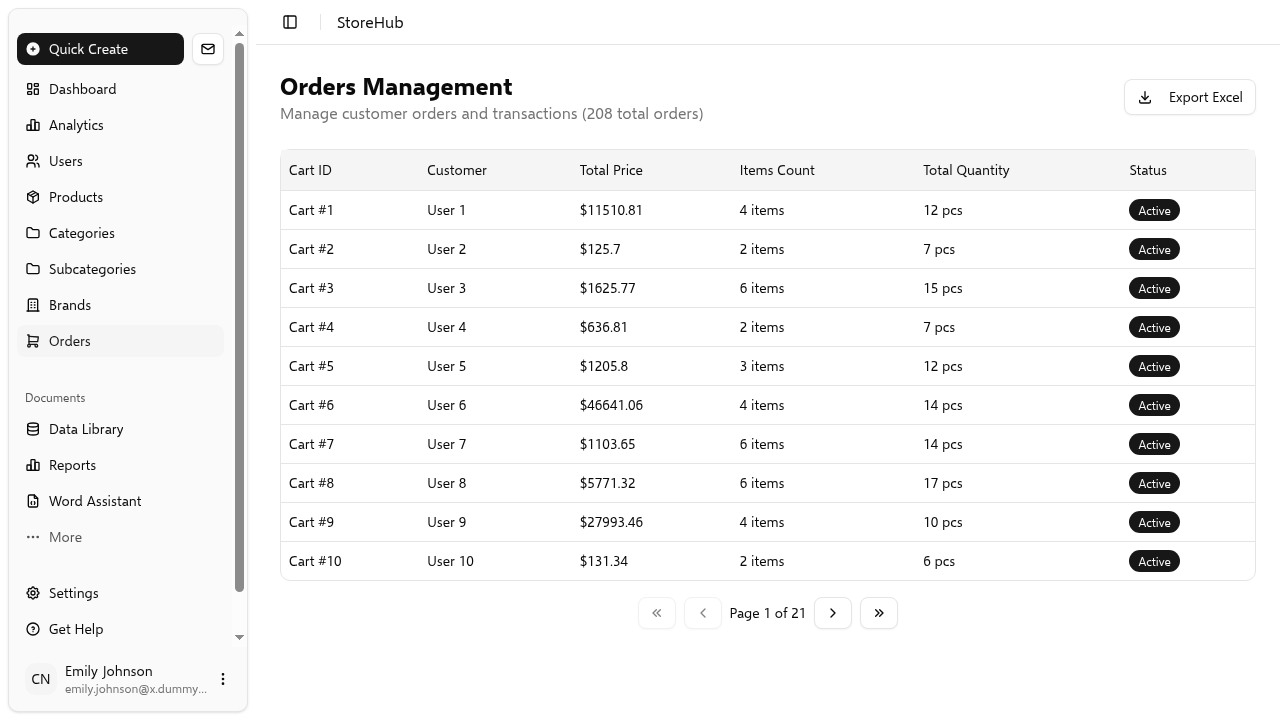 Quick Create
Dashboard
Analytics
Users
Products
Categories
Subcategories
Brands
Orders
Documents
Data Library
Reports
Word Assistant
More
Settings
Get Help
CN
Emily Johnson
emily.johnson@x.dummy...
StoreHub
Orders Management
Manage customer orders and transactions (208 total orders)
Export Excel
Cart ID Customer Total Price Items Count Total Quantity Status
Cart #1 User 1 $11510.81 4 items 12 pcs Active
Cart #2 User 2 $125.7 2 items 7 pcs Active
Cart #3 User 3 $1625.77 6 items 15 pcs Active
Cart #4 User 4 $636.81 2 items 7 pcs Active
Cart #5 User 5 $1205.8 3 items 12 pcs Active
Cart #6 User 6 $46641.06 4 items 14 pcs Active
Cart #7 User 7 $1103.65 6 items 14 pcs Active
Cart #8 User 8 $5771.32 6 items 17 pcs Active
Cart #9 User 9 $27993.46 4 items 10 pcs Active
Cart #10 User 10 $131.34 2 items 6 pcs Active
Page 1 of 21